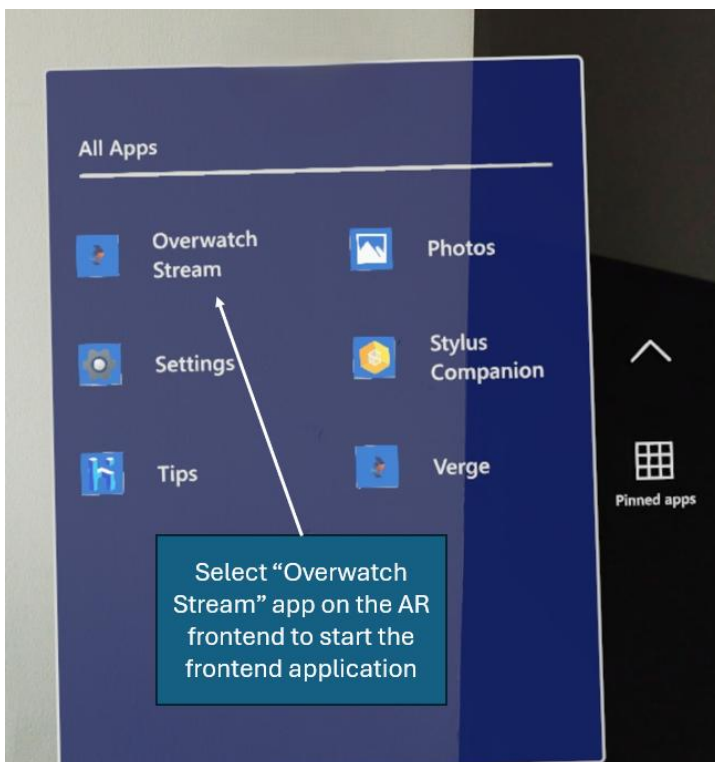 All Apps
Overwatch
Stream
Photos
Settings
Stylus
Companion
Tips
Verge
Pinned apps
Select “Overwatch
Stream” app on the AR
frontend to start the
frontend application